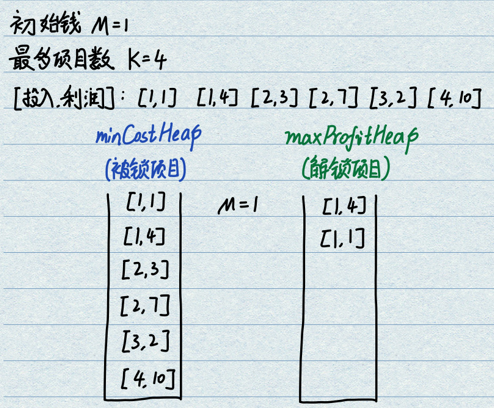 初始钱 M=1
最多项目数 K=4
[投入,利润]: [1,1] [1,4] [2,3] [2,7] [3,2] [4,10]
minCostHeap maxProfitHeap
(被锁项目) (解锁项目)
[1,1] M=1 [1,4]
[1,4] [1,1]
[2,3]
[2,7]
[3,2]
[4,10]